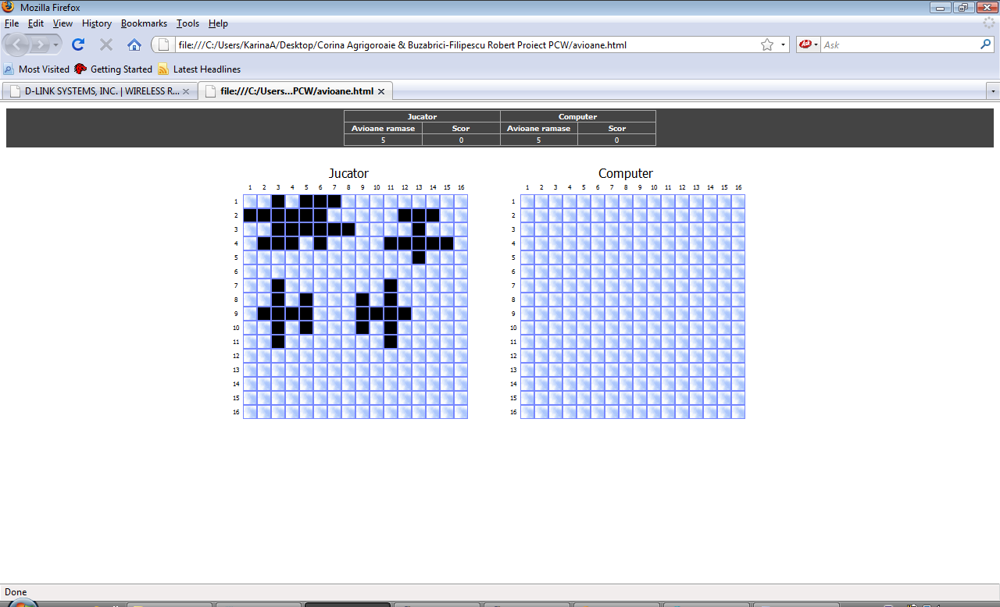 Mozilla Firefox
File Edit View History Bookmarks Tools Help
file:///C:/Users/KarinaA/Desktop/Corina Agrigoroaie & Buzabrici-Filipescu Robert Proiect PCW/avioane.html Ask Ask
Most Visited Getting Started Latest Headlines
D-LINK SYSTEMS, INC. | WIRELESS R... file:///C:/Users...PCW/avioane.html
Jucator Computer
Avioane ramase Scor Avioane ramase Scor
5 0 5 0
Jucator Computer
1 2 3 4 5 6 7 8 9 10 11 12 13 14 15 16 1 2 3 4 5 6 7 8 9 10 11 12 13 14 15 16
1 1
2 2
3 3
4 4
5 5
6 6
7 7
8 8
9 9
10 10
11 11
12 12
13 13
14 14
15 15
16 16
Done